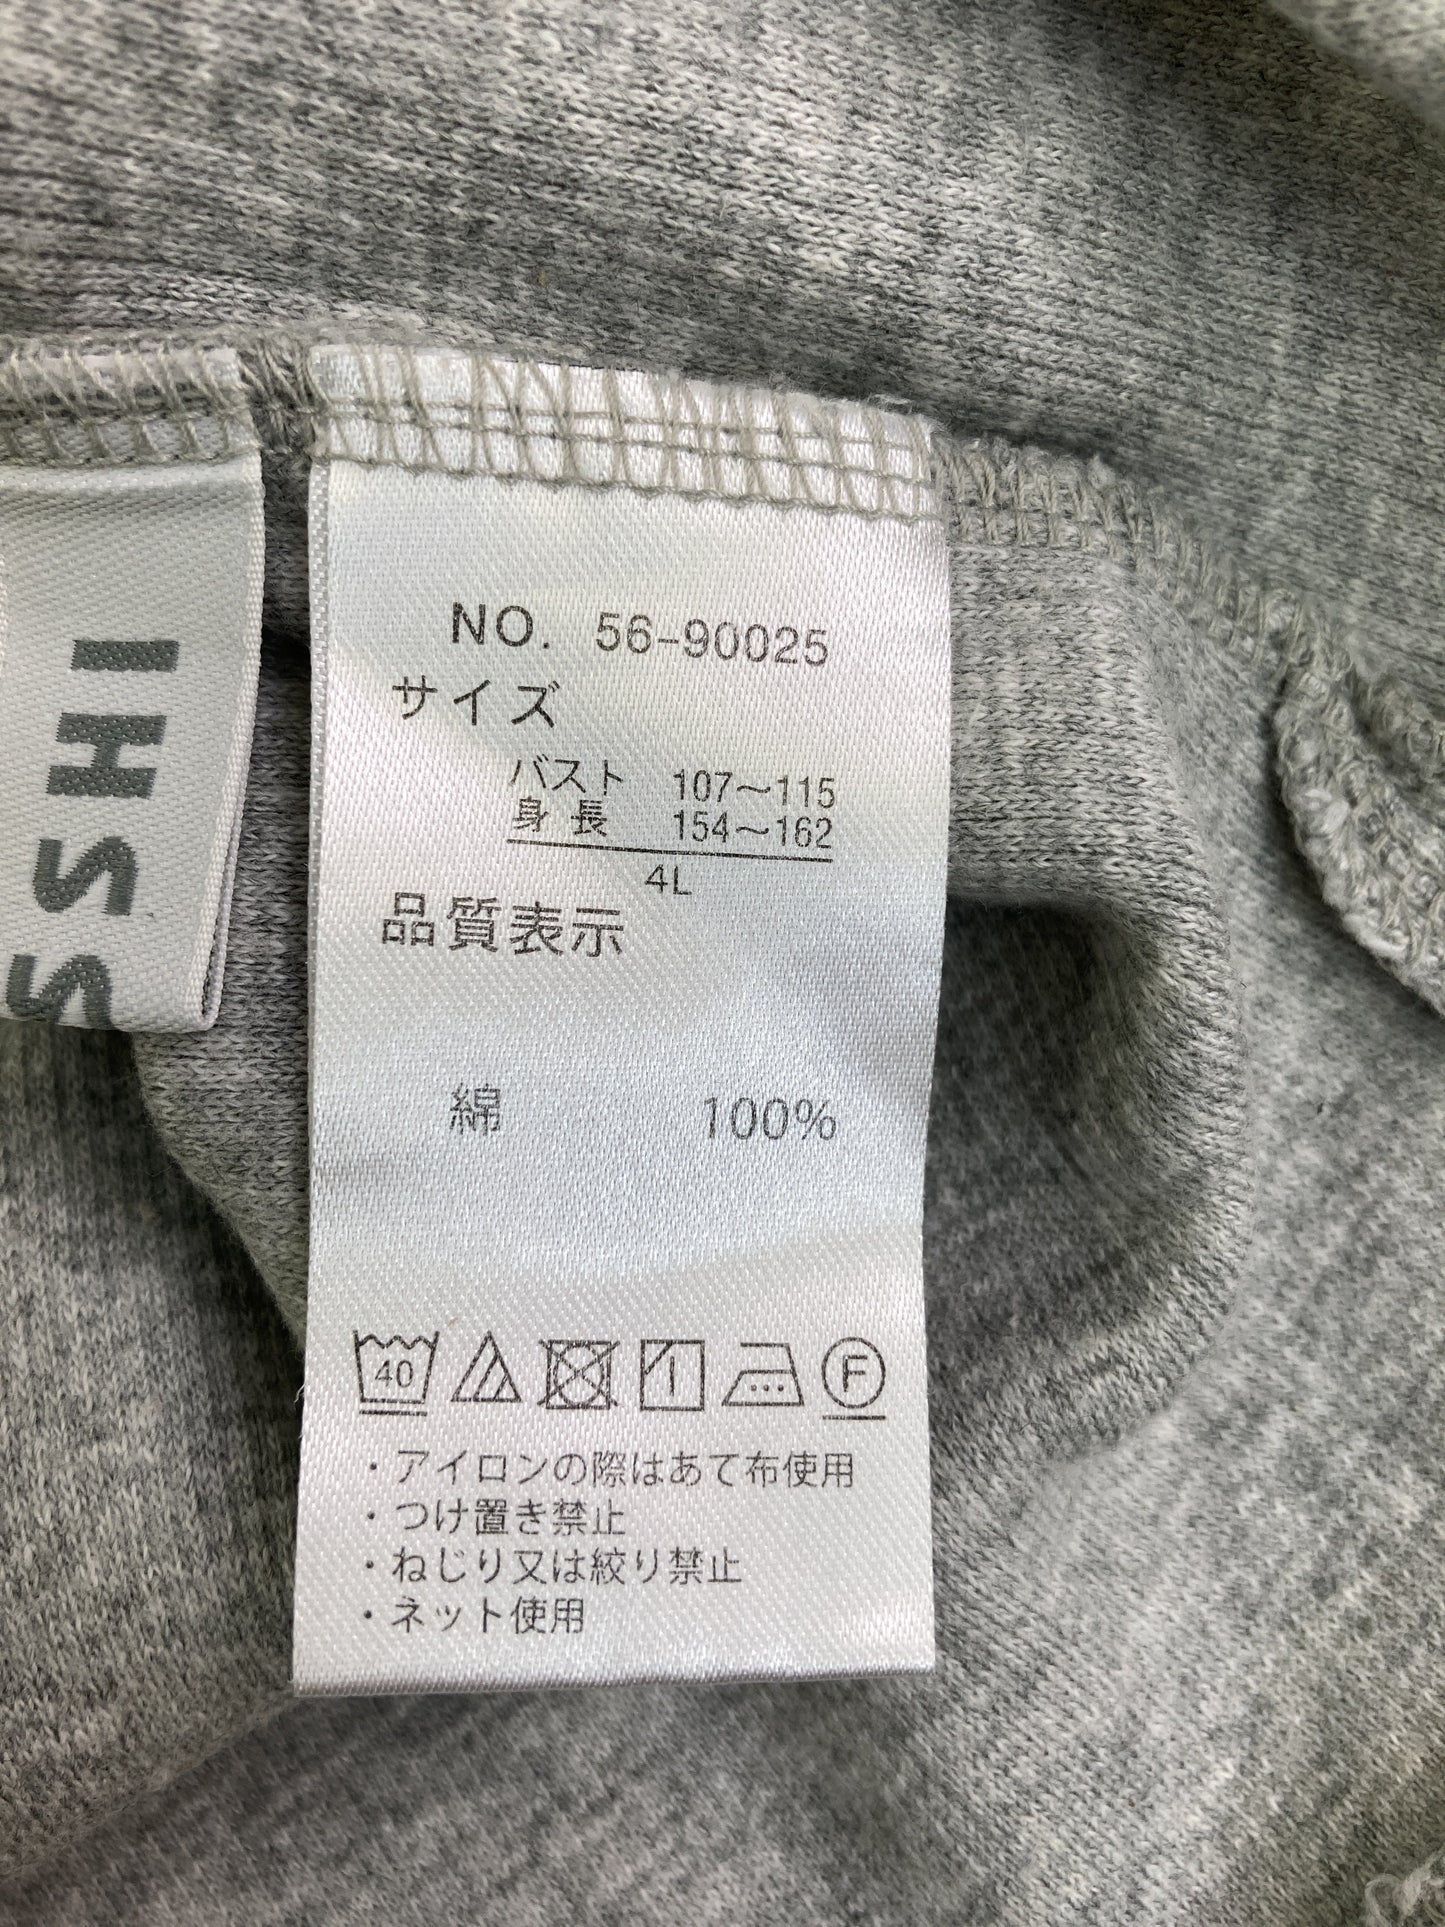 NO. 56-90025
サイズ
バスト 107～115
身長 154～162
4L
品質表示
綿 100%
40 F
・アイロンの際はあて布使用
・つけ置き禁止
・ねじり又は絞り禁止
・ネット使用